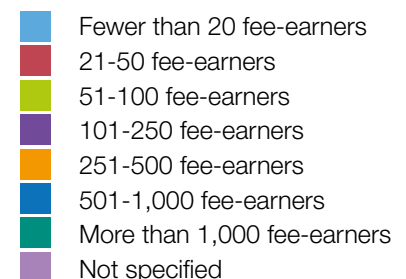 Fewer than 20 fee-earners
21-50 fee-earners
51-100 fee-earners
101-250 fee-earners
251-500 fee-earners
501-1,000 fee-earners
More than 1,000 fee-earners
Not specified